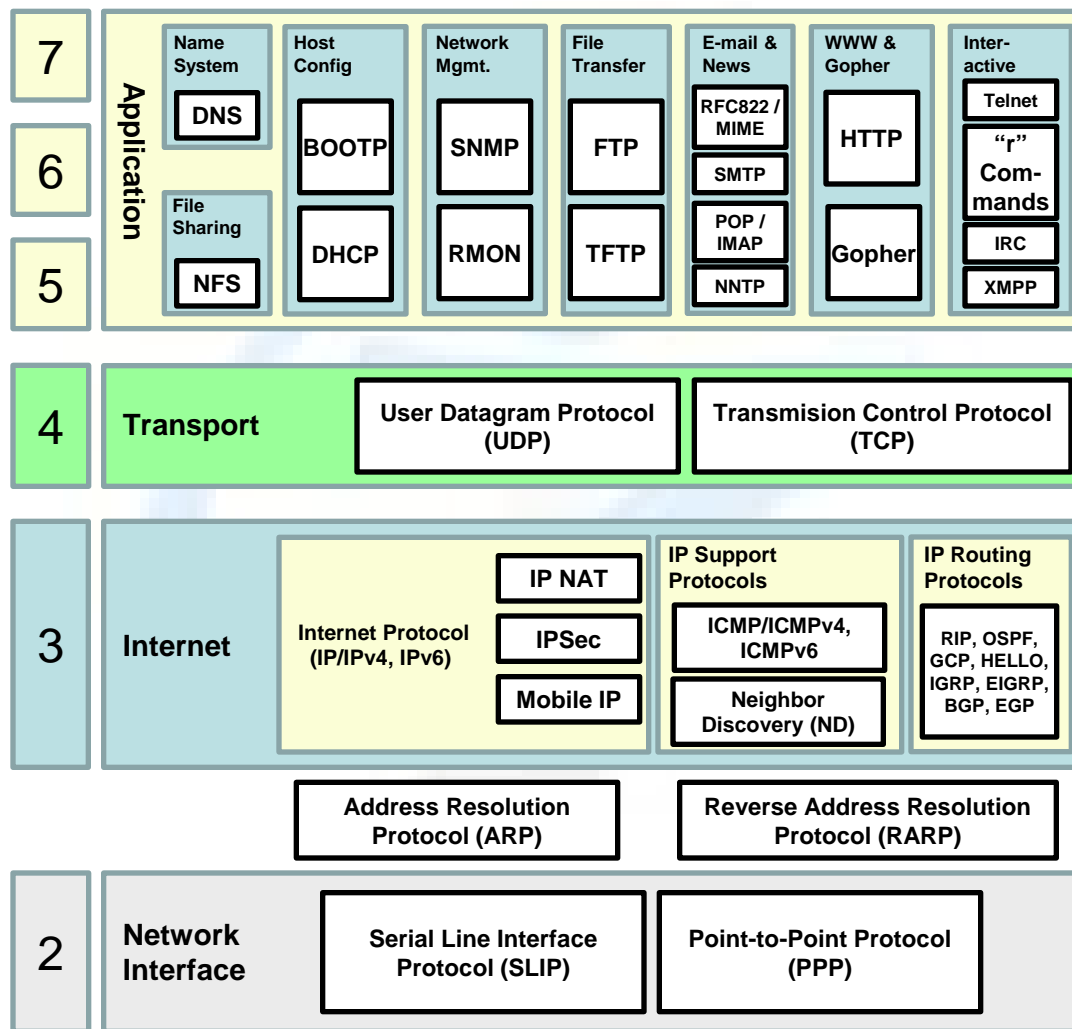 7
6
5
Application
Name
System
DNS
File
Sharing
NFS
Host
Config
BOOTP
DHCP
Network
Mgmt.
SNMP
RMON
File
Transfer
FTP
TFTP
E-mail &
News
RFC822 /
MIME
SMTP
POP /
IMAP
NNTP
WWW &
Gopher
HTTP
Gopher
Inter-
active
Telnet
“r”
Com-
mands
IRC
XMPP
4
Transport
User Datagram Protocol
(UDP)
Transmision Control Protocol
(TCP)
3
Internet
Internet Protocol
(IP/IPv4, IPv6)
IP NAT
IPSec
Mobile IP
IP Support
Protocols
ICMP/ICMPv4,
ICMPv6
Neighbor
Discovery (ND)
IP Routing
Protocols
RIP, OSPF,
GCP, HELLO,
IGRP, EIGRP,
BGP, EGP
Address Resolution
Protocol (ARP)
Reverse Address Resolution
Protocol (RARP)
2
Network
Interface
Serial Line Interface
Protocol (SLIP)
Point-to-Point Protocol
(PPP)